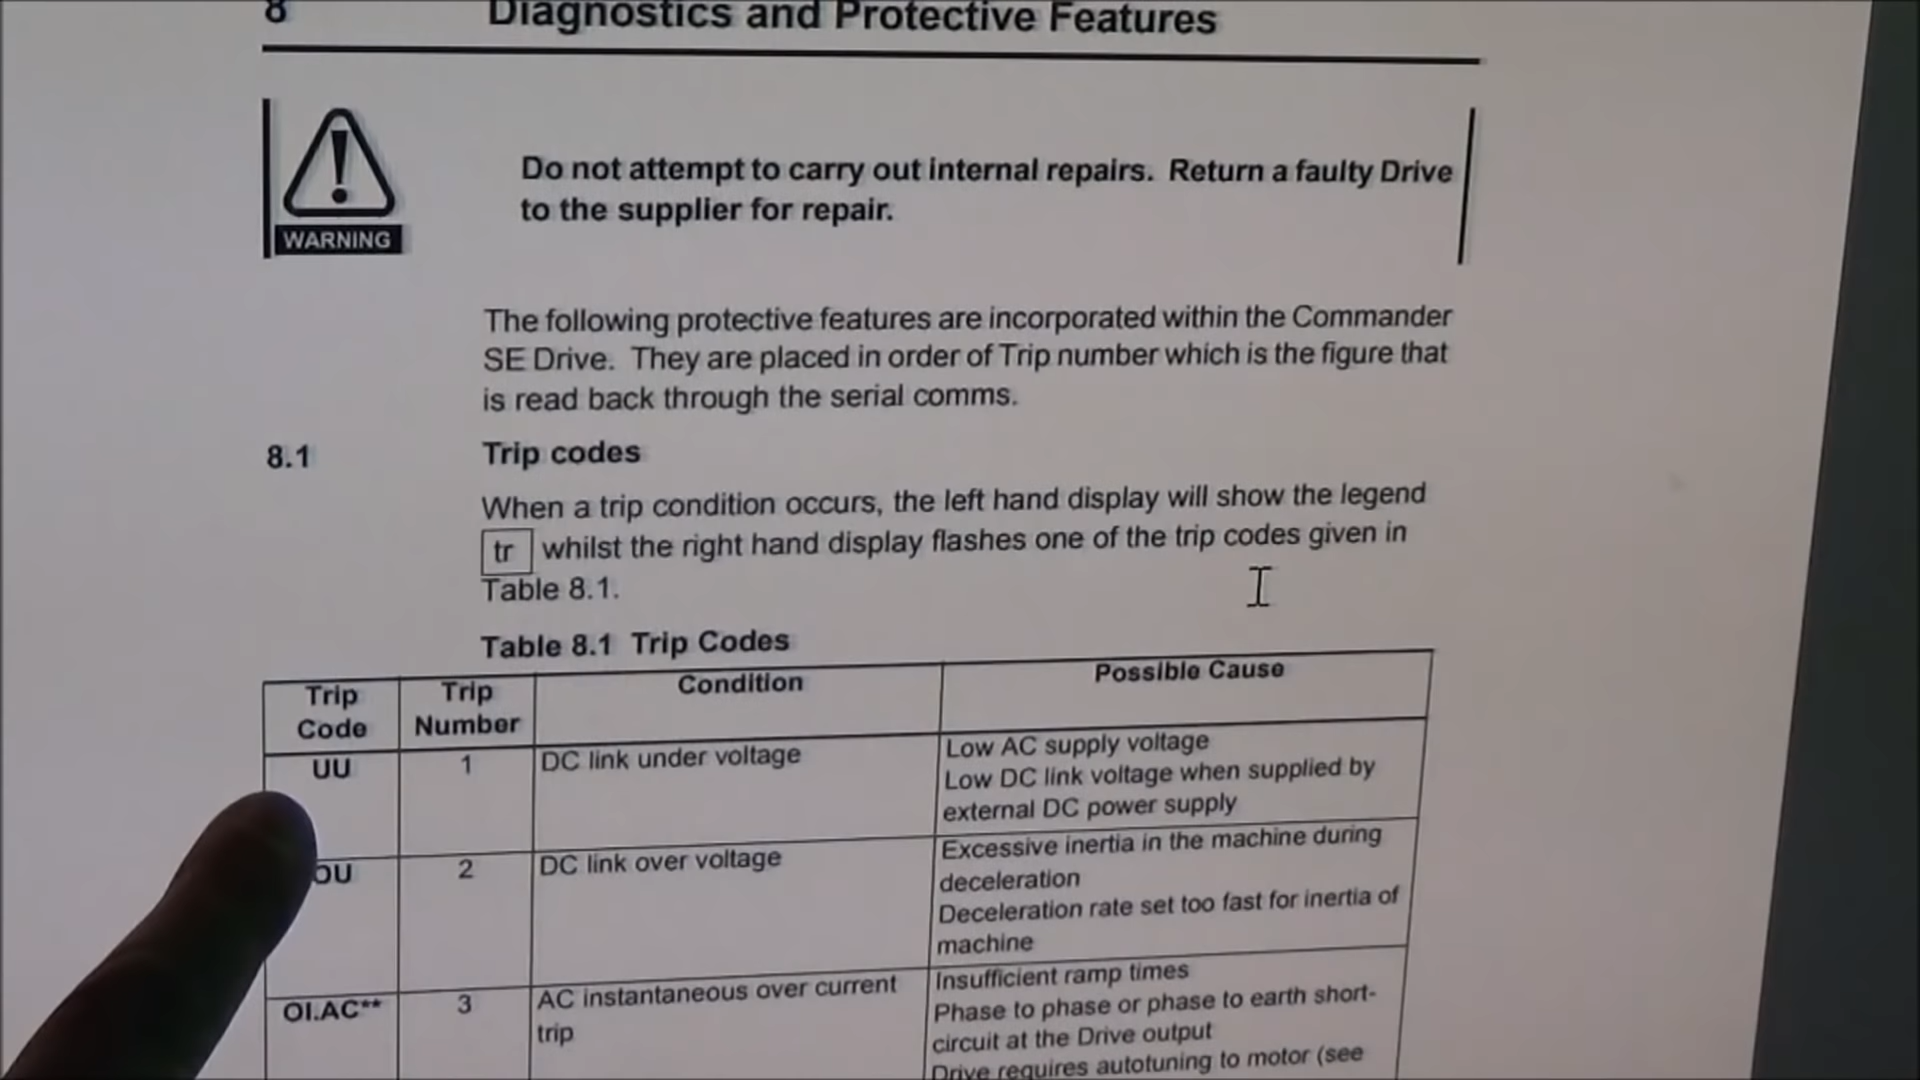 8 Diagnostics and Protective Features
WARNING
Do not attempt to carry out internal repairs. Return a faulty Drive
to the supplier for repair.
The following protective features are incorporated within the Commander
SE Drive. They are placed in order of Trip number which is the figure that
is read back through the serial comms.
8.1 Trip codes
When a trip condition occurs, the left hand display will show the legend
tr whilst the right hand display flashes one of the trip codes given in
Table 8.1.
Table 8.1 Trip Codes
Trip Code Trip Number Condition Possible Cause
UU 1 DC link under voltage Low AC supply voltage
Low DC link voltage when supplied by
external DC power supply
OU 2 DC link over voltage Excessive inertia in the machine during
deceleration
Deceleration rate set too fast for inertia of
machine
OI.AC** 3 AC instantaneous over current
trip
Insufficient ramp times
Phase to phase or phase to earth short-
circuit at the Drive output
Drive requires autotuning to motor (see